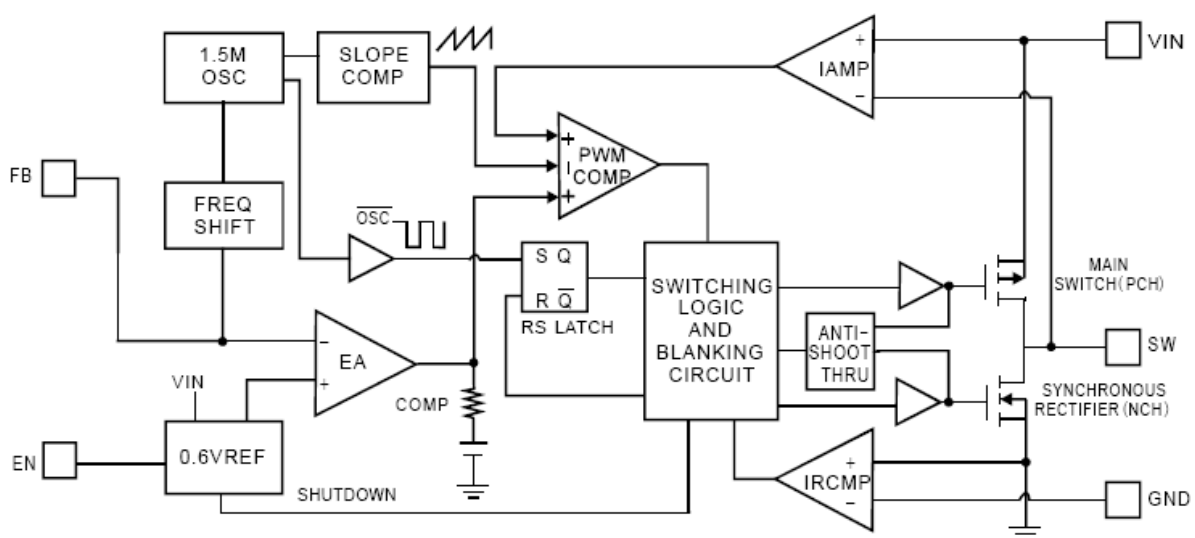 1.5M
OSC
SLOPE
COMP
+
IAMP
−
VIN
FB
FREQ
SHIFT
OSC
+
−
+
PWM
COMP
S Q
R Q
RS LATCH
SWITCHING
LOGIC
AND
BLANKING
CIRCUIT
ANTI-
SHOOT
THRU
MAIN
SWITCH(PCH)
SW
SYNCHRONOUS
RECTIFIER(NCH)
−
EA
+
COMP
VIN
EN
0.6VREF
SHUTDOWN
+
IRCMP
−
GND